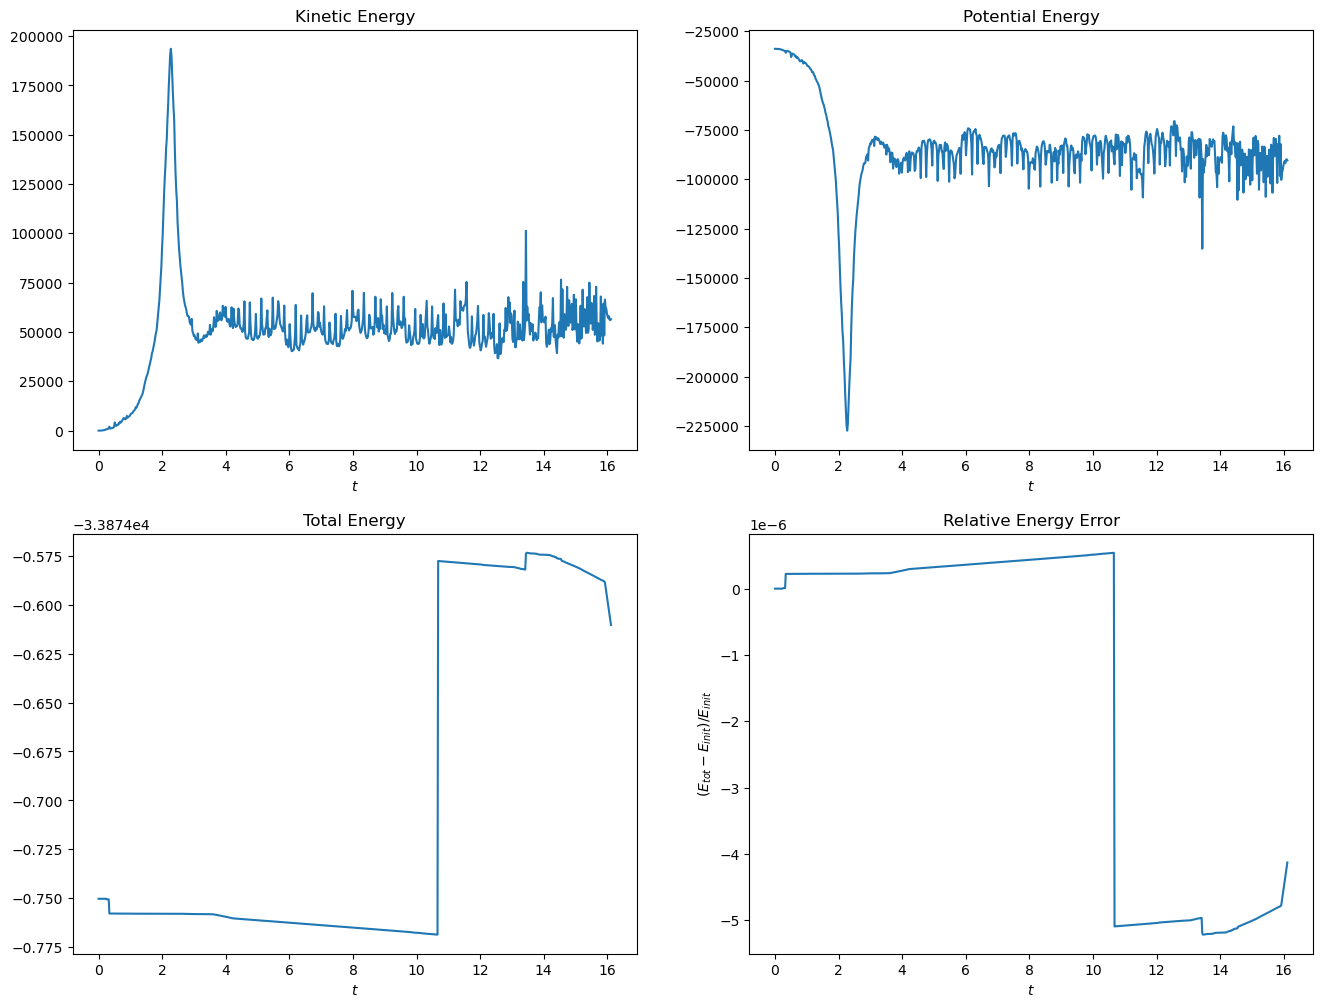 Kinetic Energy
200000
175000
150000
125000
100000
75000
50000
25000
0
0 2 4 6 8 10 12 14 16
t
Potential Energy
−25000
−50000
−75000
−100000
−125000
−150000
−175000
−200000
−225000
0 2 4 6 8 10 12 14 16
t
−3.3874e4
Total Energy
−0.575
−0.600
−0.625
−0.650
−0.675
−0.700
−0.725
−0.750
−0.775
0 2 4 6 8 10 12 14 16
t
1e−6
Relative Energy Error
(E_tot − E_init)/E_init
0
−1
−2
−3
−4
−5
0 2 4 6 8 10 12 14 16
t